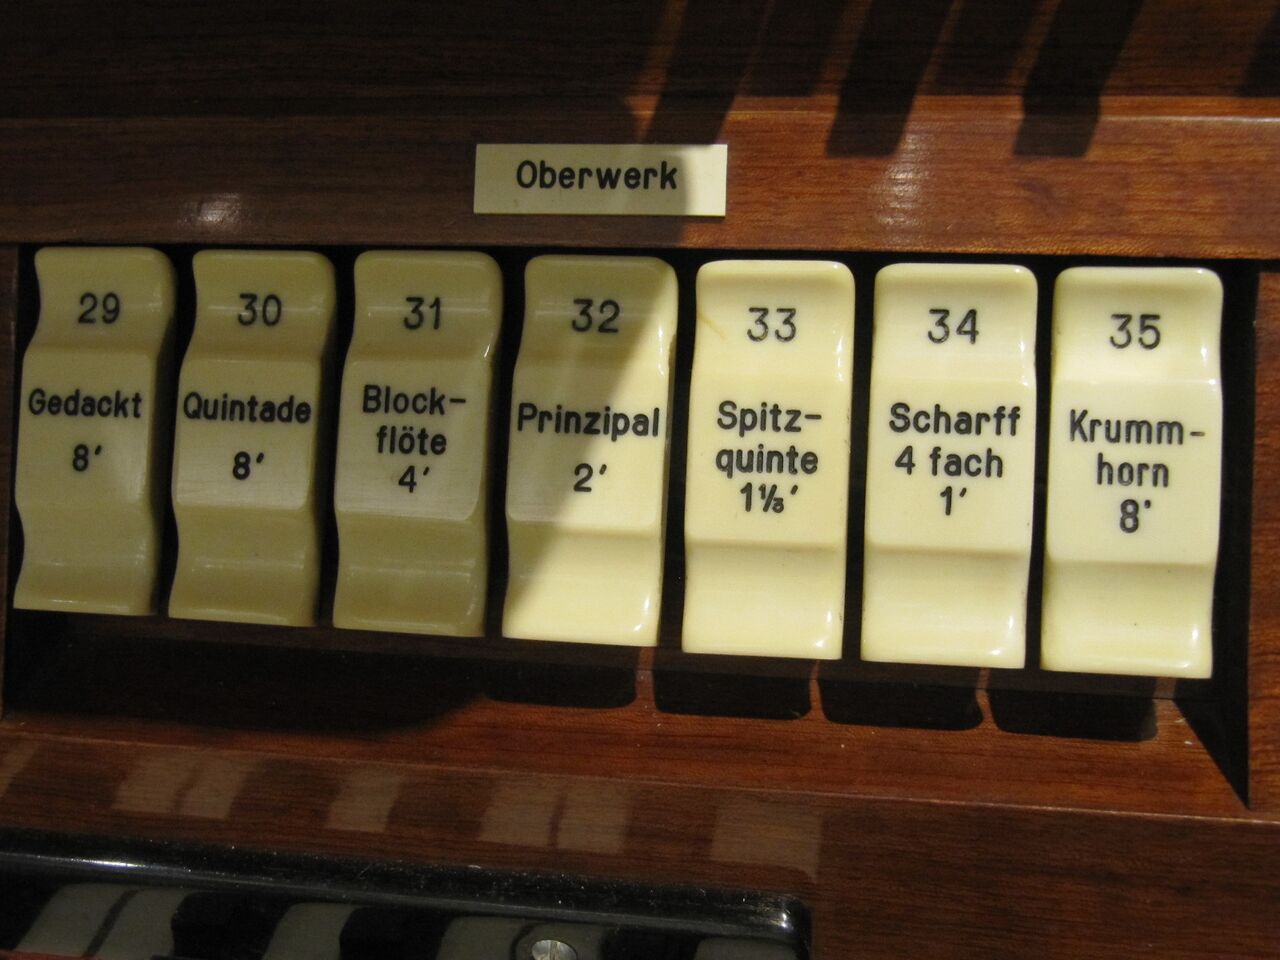 Oberwerk
29
Gedackt
8′
30
Quintade
8′
31
Block-
flöte
4′
32
Prinzipal
2′
33
Spitz-
quinte
1⅓′
34
Scharff
4 fach
1′
35
Krumm-
horn
8′